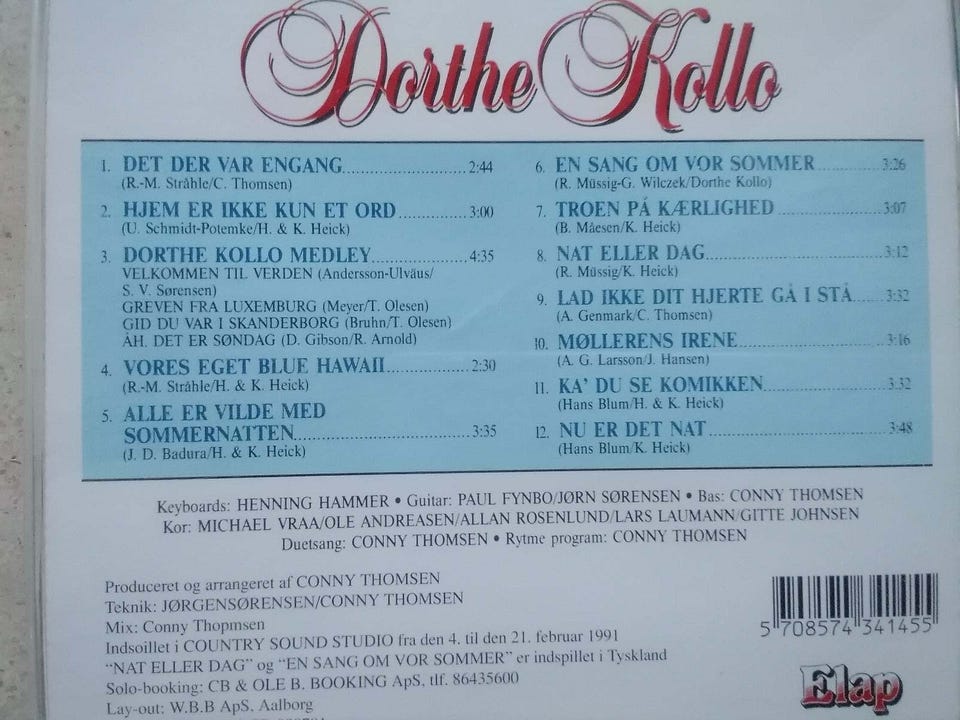 Dorthe Kollo
1. DET DER VAR ENGANG....................2:44
(R.-M. Stråhle/C. Thomsen)
2. HJEM ER IKKE KUN ET ORD............3:00
(U. Schmidt-Potemke/H. & K. Heick)
3. DORTHE KOLLO MEDLEY................4:35
VELKOMMEN TIL VERDEN (Andersson-Ulväus/
S. V. Sørensen)
GREVEN FRA LUXEMBURG (Meyer/T. Olesen)
GID DU VAR I SKANDERBORG (Bruhn/T. Olesen)
ÅH, DET ER SØNDAG (D. Gibson/R. Arnold)
4. VORES EGET BLUE HAWAII..............2:30
(R.-M. Stråhle/H. & K. Heick)
5. ALLE ER VILDE MED
SOMMERNATTEN............................3:35
(J. D. Badura/H. & K. Heick)
6. EN SANG OM VOR SOMMER............3:26
(R. Müssig-G. Wilczek/Dorthe Kollo)
7. TROEN PÅ KÆRLIGHED...................3:07
(B. Måesen/K. Heick)
8. NAT ELLER DAG..............................3:12
(R. Müssig/K. Heick)
9. LAD IKKE DIT HJERTE GÅ I STÅ......3:32
(A. Genmark/C. Thomsen)
10. MØLLERENS IRENE......................3:16
(A. G. Larsson/J. Hansen)
11. KA' DU SE KOMIKKEN..................3:32
(Hans Blum/H. & K. Heick)
12. NU ER DET NAT...........................3:48
(Hans Blum/K. Heick)
Keyboards: HENNING HAMMER • Guitar: PAUL FYNBO/JØRN SØRENSEN • Bas: CONNY THOMSEN
Kor: MICHAEL VRAA/OLE ANDREASEN/ALLAN ROSENLUND/LARS LAUMANN/GITTE JOHNSEN
Duetsang: CONNY THOMSEN • Rytme program: CONNY THOMSEN
Produceret og arrangeret af CONNY THOMSEN
Teknik: JØRGENSØRENSEN/CONNY THOMSEN
Mix: Conny Thopmsen
Indsoillet i COUNTRY SOUND STUDIO fra den 4. til den 21. februar 1991
"NAT ELLER DAG" og "EN SANG OM VOR SOMMER" er indspillet i Tyskland
Solo-booking: CB & OLE B. BOOKING ApS, tlf. 86435600
Lay-out: W.B.B ApS, Aalborg
5 708574 341455
Elap